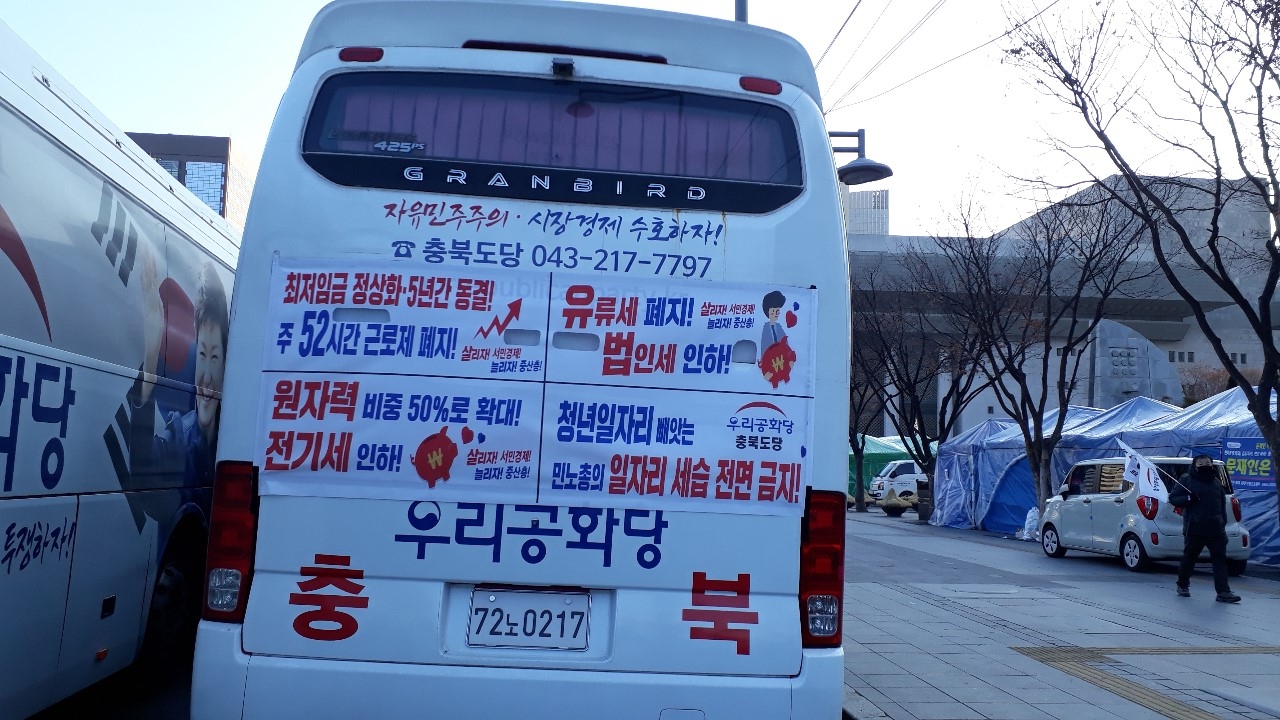 425PS
GRANBIRD
자유민주주의·시장경제 수호하자!
☎ 충북도당 043-217-7797
최저임금 정상화·5년간 동결!
주 52시간 근로제 폐지!
살리자! 서민경제!
늘리자! 중산층!
유류세 폐지!
법인세 인하!
살리자! 서민경제!
늘리자! 중산층!
원자력 비중 50%로 확대!
전기세 인하!
살리자! 서민경제!
늘리자! 중산층!
청년일자리 빼앗는
민노총의 일자리 세습 전면 금지!
우리공화당
충북도당
우리공화당
충 북
72노0217
화당
투쟁하자!
문재인은